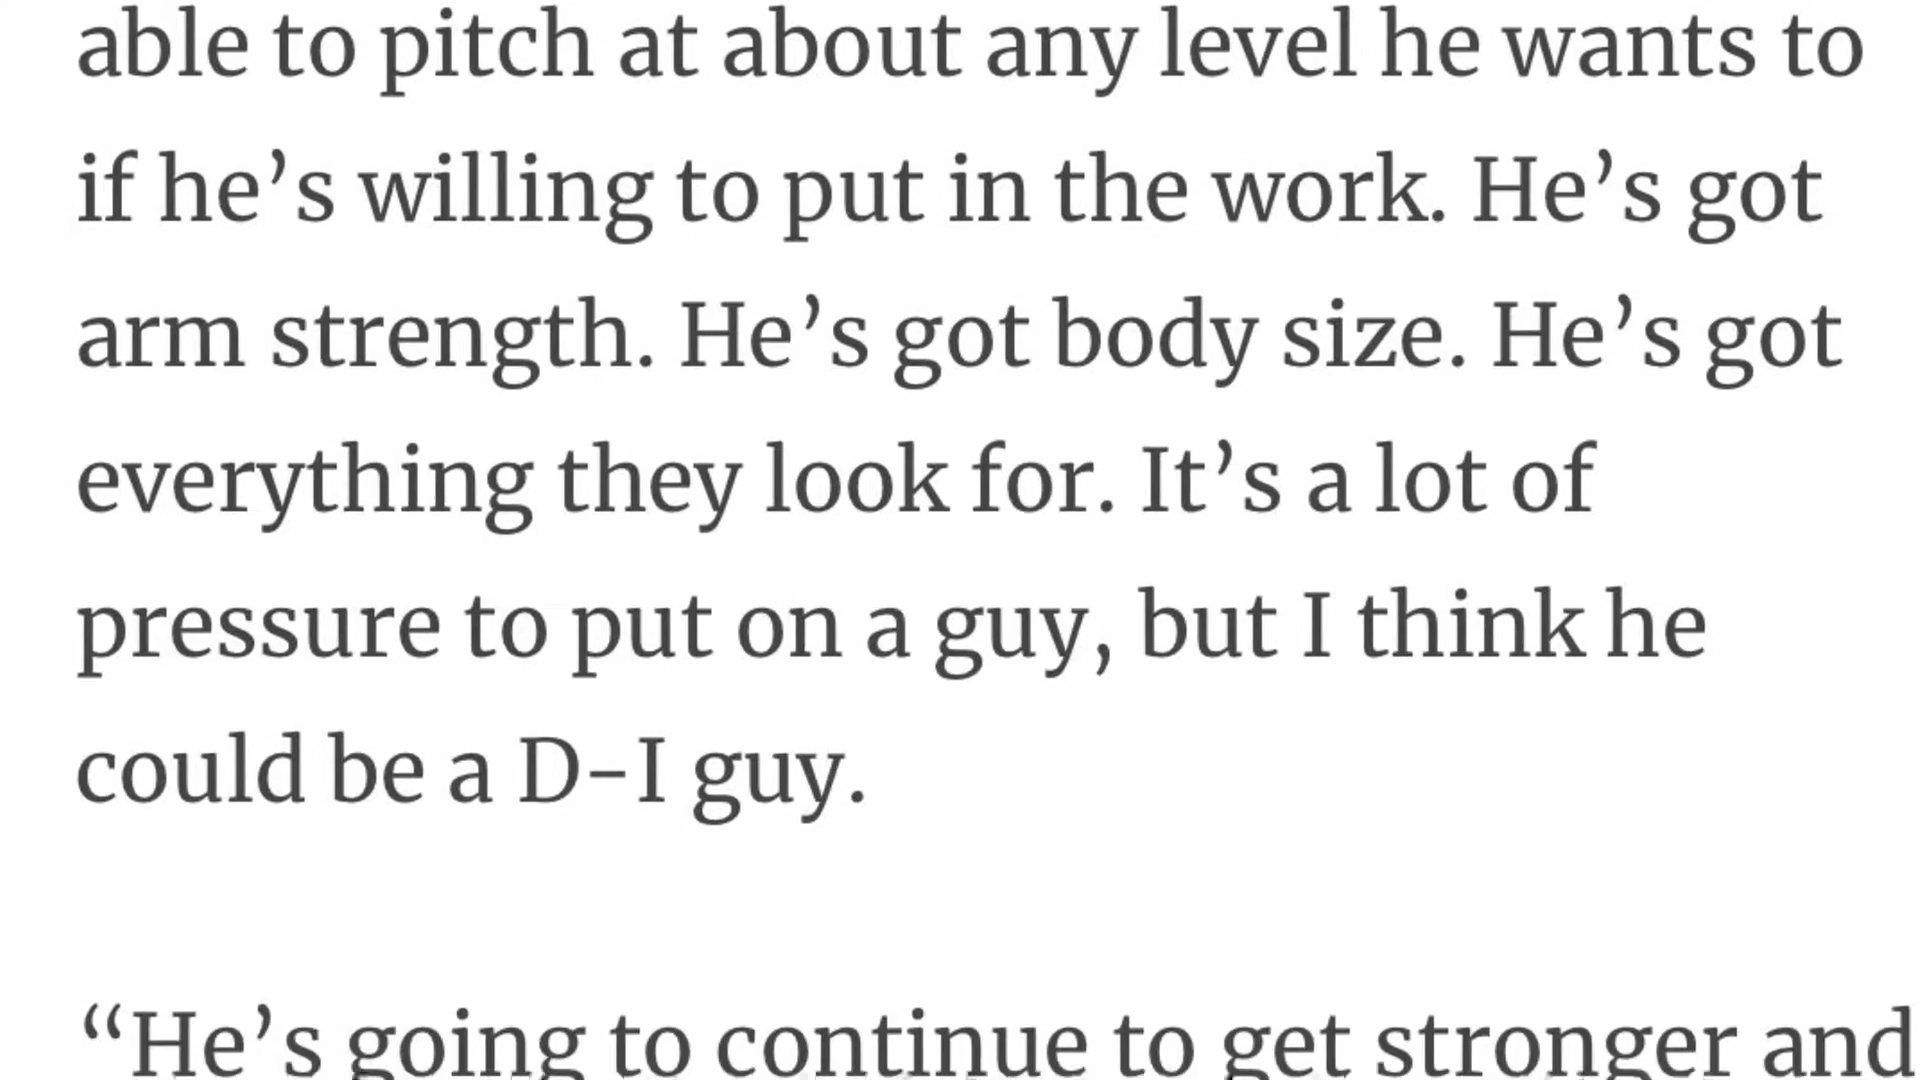 able to pitch at about any level he wants to
if he’s willing to put in the work. He’s got
arm strength. He’s got body size. He’s got
everything they look for. It’s a lot of
pressure to put on a guy, but I think he
could be a D-I guy.
“He’s going to continue to get stronger and